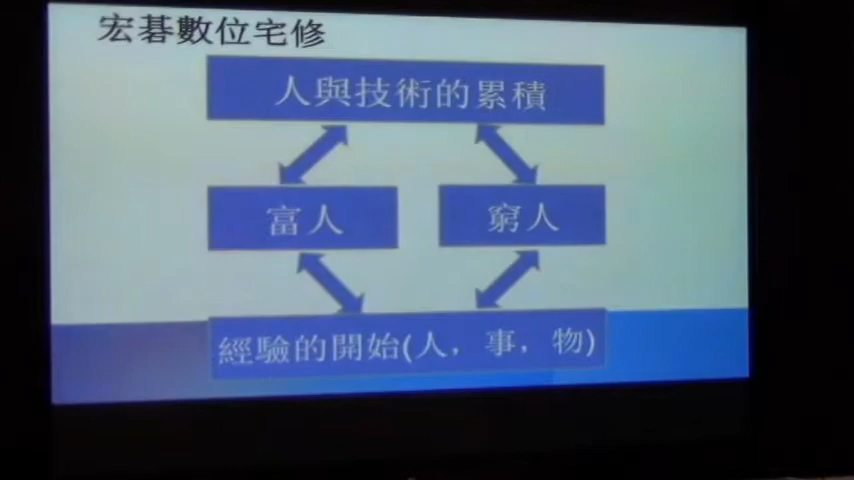 宏碁數位宅修
人與技術的累積
富人
窮人
經驗的開始(人，事，物)